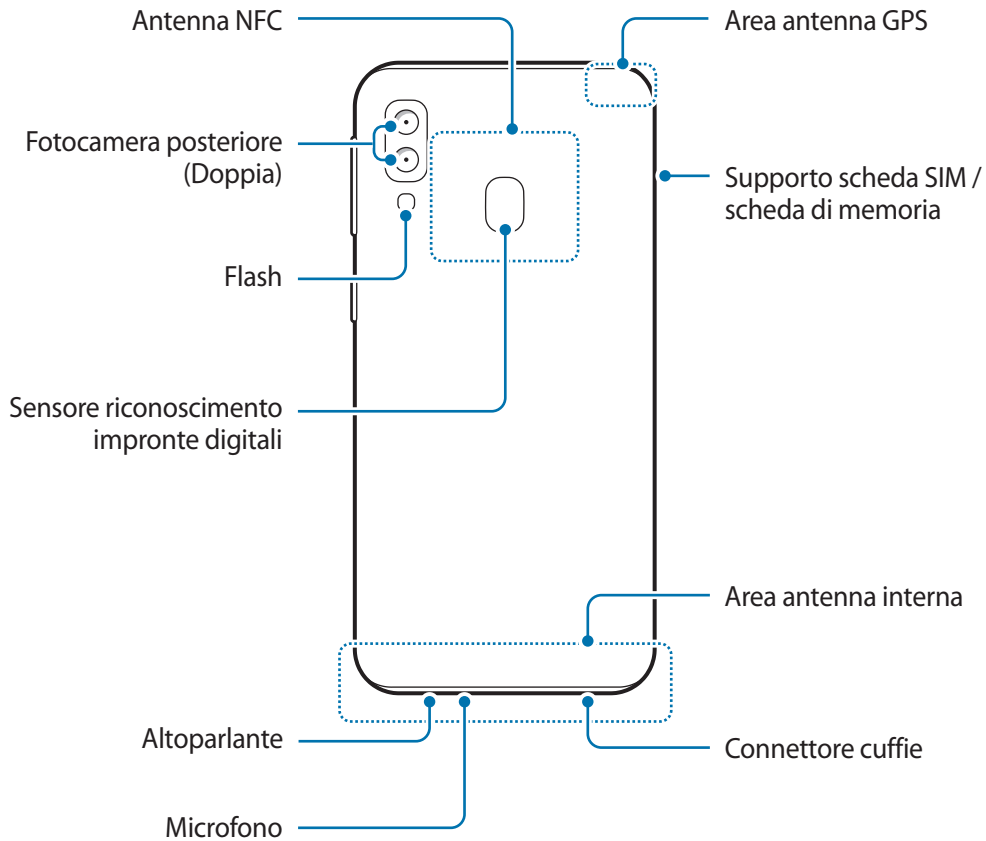 Antenna NFC
Area antenna GPS
Fotocamera posteriore
(Doppia)
Supporto scheda SIM /
scheda di memoria
Flash
Sensore riconoscimento
impronte digitali
Area antenna interna
Altoparlante
Connettore cuffie
Microfono